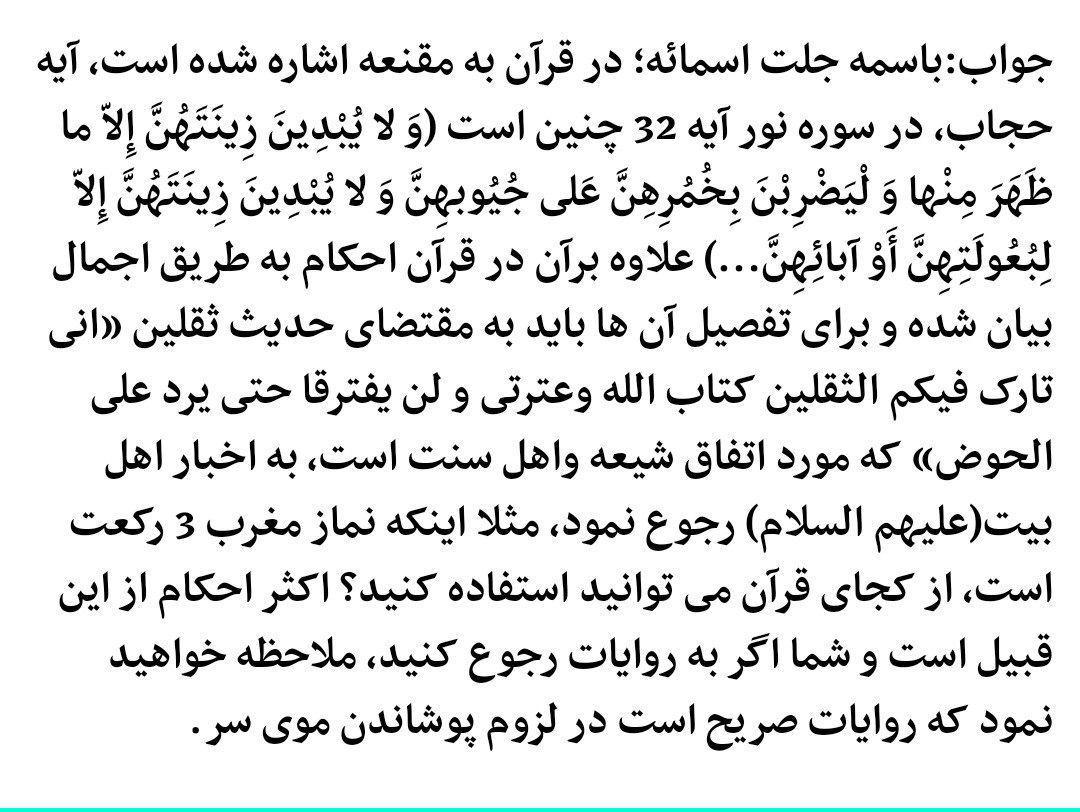 جواب:باسمه جلت اسمائه؛ در قرآن به مقنعه اشاره شده است، آیه
حجاب، در سوره نور آیه 32 چنین است (وَ لا یُبْدِینَ زِینَتَهُنَّ إِلاّ ما
ظَهَرَ مِنْها وَ لْیَضْرِبْنَ بِخُمُرِهِنَّ عَلی جُیُوبهِنَّ وَ لا یُبْدِینَ زِینَتَهُنَّ إِلاّ
لِبُعُولَتِهِنَّ أَوْ آبائِهِنَّ...) علاوه برآن در قرآن احکام به طریق اجمال
بیان شده و برای تفصیل آن ها باید به مقتضای حدیث ثقلین «انی
تارک فیکم الثقلین کتاب الله وعترتی و لن یفترقا حتی یرد علی
الحوض» که مورد اتفاق شیعه واهل سنت است، به اخبار اهل
بیت(علیهم السلام) رجوع نمود، مثلا اینکه نماز مغرب 3 رکعت
است، از کجای قرآن می توانید استفاده کنید؟ اکثر احکام از این
قبیل است و شما اگر به روایات رجوع کنید، ملاحظه خواهید
نمود که روایات صریح است در لزوم پوشاندن موی سر .